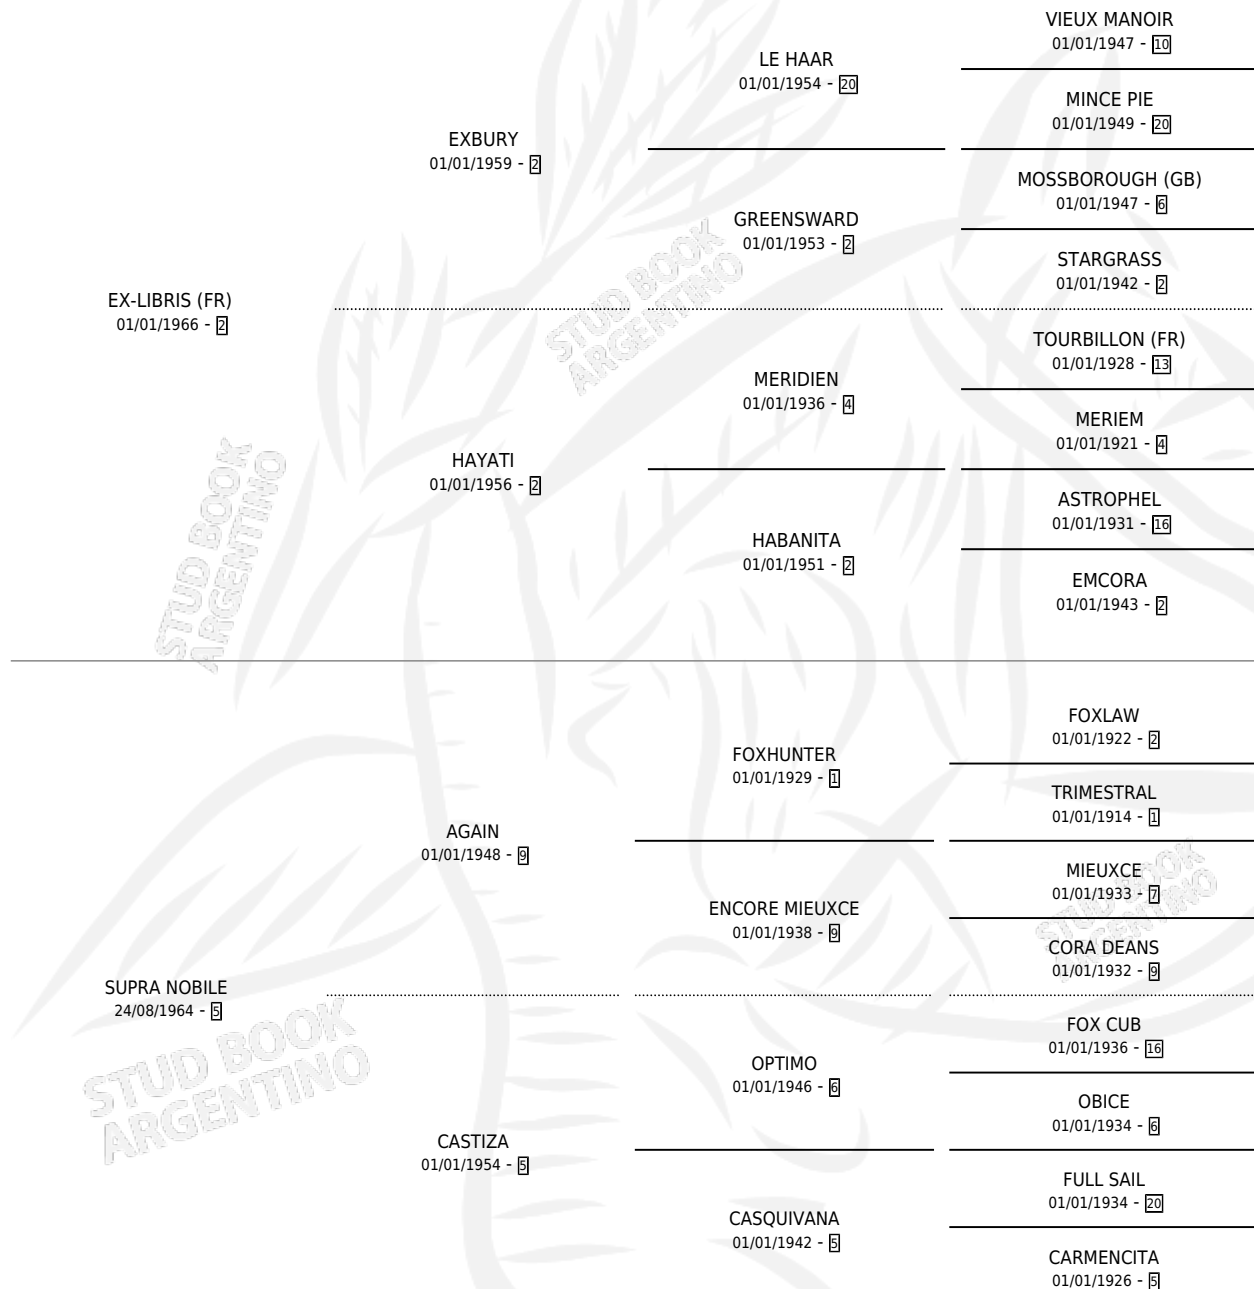 VIEUX MANOIR
01/01/1947 - 10
LE HAAR
01/01/1954 - 20
MINCE PIE
01/01/1949 - 20
EXBURY
01/01/1959 - 2
MOSSBOROUGH (GB)
01/01/1947 - 6
GREENSWARD
01/01/1953 - 2
STARGRASS
01/01/1942 - 2
EX-LIBRIS (FR)
01/01/1966 - 2
TOURBILLON (FR)
01/01/1928 - 13
MERIDIEN
01/01/1936 - 4
MERIEM
01/01/1921 - 4
HAYATI
01/01/1956 - 2
ASTROPHEL
01/01/1931 - 16
HABANITA
01/01/1951 - 2
EMCORA
01/01/1943 - 2
FOXLAW
01/01/1922 - 2
FOXHUNTER
01/01/1929 - 1
TRIMESTRAL
01/01/1914 - 1
AGAIN
01/01/1948 - 9
MIEUXCE
01/01/1933 - 7
ENCORE MIEUXCE
01/01/1938 - 9
CORA DEANS
01/01/1932 - 9
SUPRA NOBILE
24/08/1964 - 5
FOX CUB
01/01/1936 - 16
OPTIMO
01/01/1946 - 6
OBICE
01/01/1934 - 6
CASTIZA
01/01/1954 - 5
FULL SAIL
01/01/1934 - 20
CASQUIVANA
01/01/1942 - 5
CARMENCITA
01/01/1926 - 5
STUD BOOK
ARGENTINO
STUD BOOK
ARGENTINO
STUD BOOK
ARGENTINO
STUD BOOK
ARGENTINO